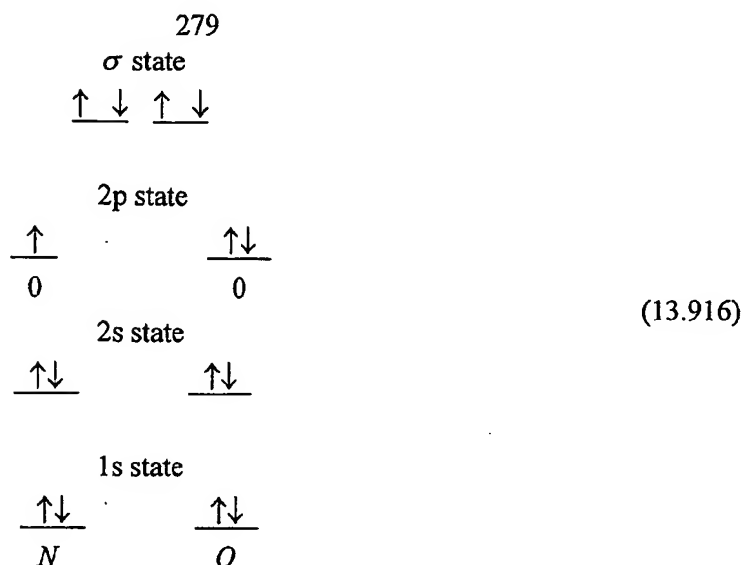 279
σ state
↑ ↓ ↑ ↓
2p state
↑ ↑↓
0 0
(13.916)
2s state
↑↓ ↑↓
1s state
↑↓ ↑↓
N O